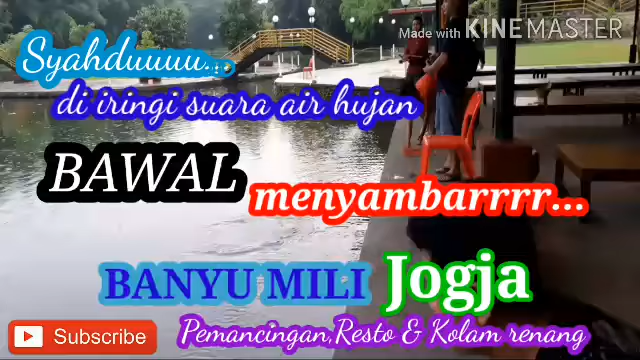 Made with KINEMASTER
Syahduuuu...
di iringi suara air hujan
BAWAL
menyambarrrr...
BANYU MILI Jogja
Subscribe
Pemancingan,Resto & Kolam renang